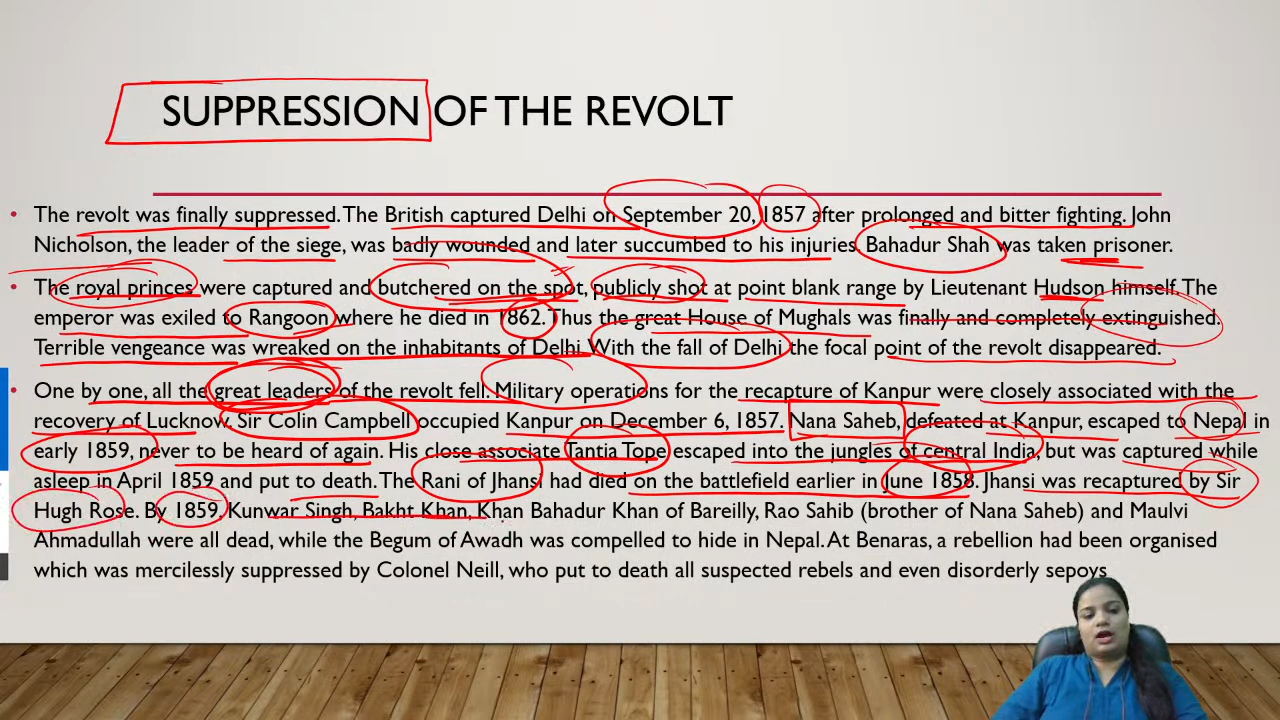 SUPPRESSION OF THE REVOLT
• The revolt was finally suppressed. The British captured Delhi on September 20, 1857 after prolonged and bitter fighting. John
Nicholson, the leader of the siege, was badly wounded and later succumbed to his injuries. Bahadur Shah was taken prisoner.
• The royal princes were captured and butchered on the spot, publicly shot at point blank range by Lieutenant Hudson himself. The
emperor was exiled to Rangoon where he died in 1862. Thus the great House of Mughals was finally and completely extinguished.
Terrible vengeance was wreaked on the inhabitants of Delhi. With the fall of Delhi the focal point of the revolt disappeared.
• One by one, all the great leaders of the revolt fell. Military operations for the recapture of Kanpur were closely associated with the
recovery of Lucknow. Sir Colin Campbell occupied Kanpur on December 6, 1857. Nana Saheb, defeated at Kanpur, escaped to Nepal in
early 1859, never to be heard of again. His close associate Tantia Tope escaped into the jungles of central India, but was captured while
asleep in April 1859 and put to death. The Rani of Jhansi had died on the battlefield earlier in June 1858. Jhansi was recaptured by Sir
Hugh Rose. By 1859, Kunwar Singh, Bakht Khan, Khan Bahadur Khan of Bareilly, Rao Sahib (brother of Nana Saheb) and Maulvi
Ahmadullah were all dead, while the Begum of Awadh was compelled to hide in Nepal. At Benaras, a rebellion had been organised
which was mercilessly suppressed by Colonel Neill, who put to death all suspected rebels and even disorderly sepoys